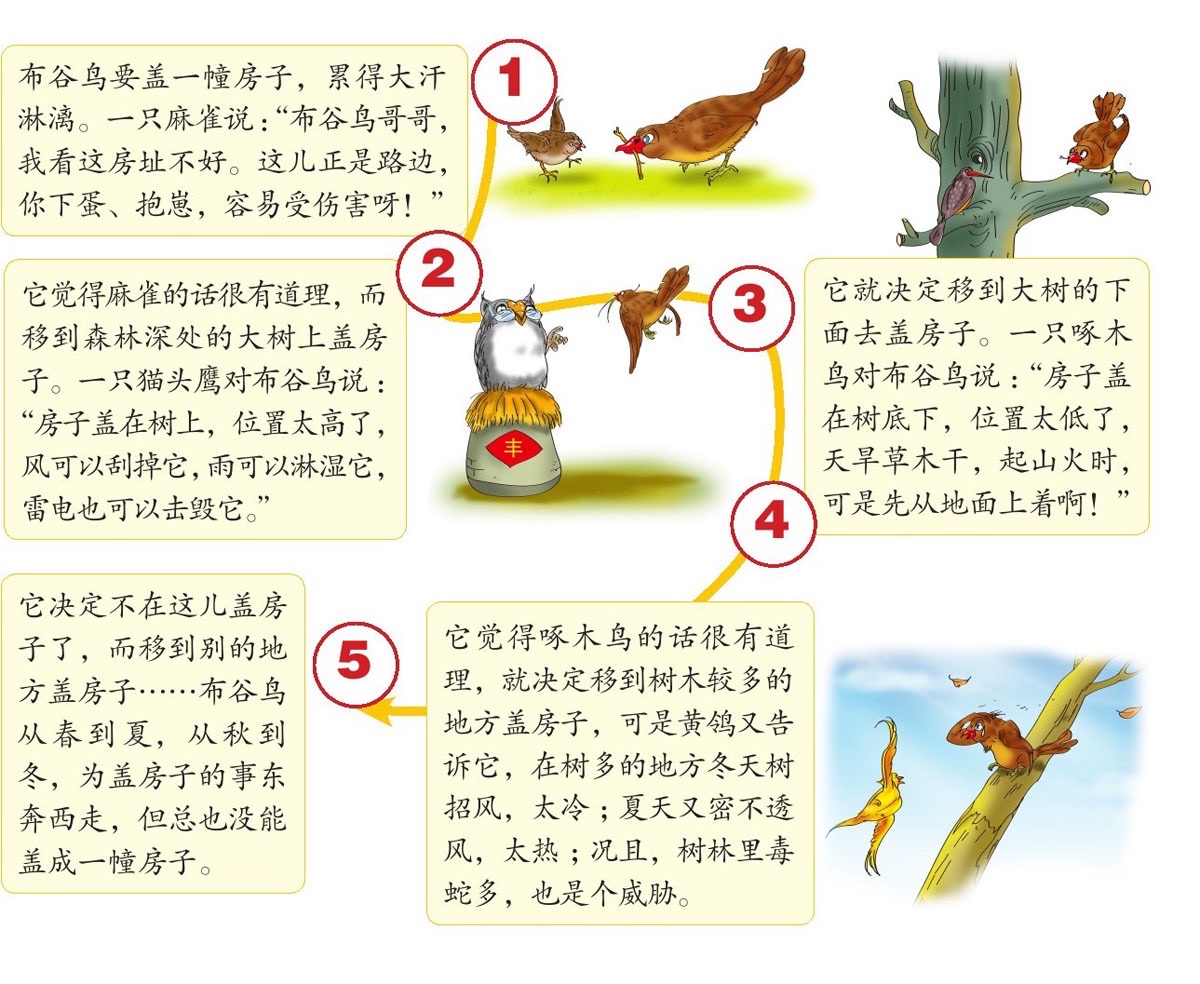 1
布谷鸟要盖一幢房子，累得大汗
淋漓。一只麻雀说：“布谷鸟哥哥，
我看这房址不好。这儿正是路边，
你下蛋、抱崽，容易受伤害呀！”
2
它觉得麻雀的话很有道理，而
移到森林深处的大树上盖房
子。一只猫头鹰对布谷鸟说：
“房子盖在树上，位置太高了，
风可以刮掉它，雨可以淋湿它，
雷电也可以击毁它。”
丰
3
它就决定移到大树的下
面去盖房子。一只啄木
鸟对布谷鸟说：“房子盖
在树底下，位置太低了，
天旱草木干，起山火时，
可是先从地面上着啊！”
4
它觉得啄木鸟的话很有道
理，就决定移到树木较多的
地方盖房子，可是黄鸽又告
诉它，在树多的地方冬天树
招风，太冷；夏天又密不透
风，太热；况且，树林里毒
蛇多，也是个威胁。
5
它决定不在这儿盖房
子了，而移到别的地
方盖房子……布谷鸟
从春到夏，从秋到
冬，为盖房子的事东
奔西走，但总也没能
盖成一幢房子。